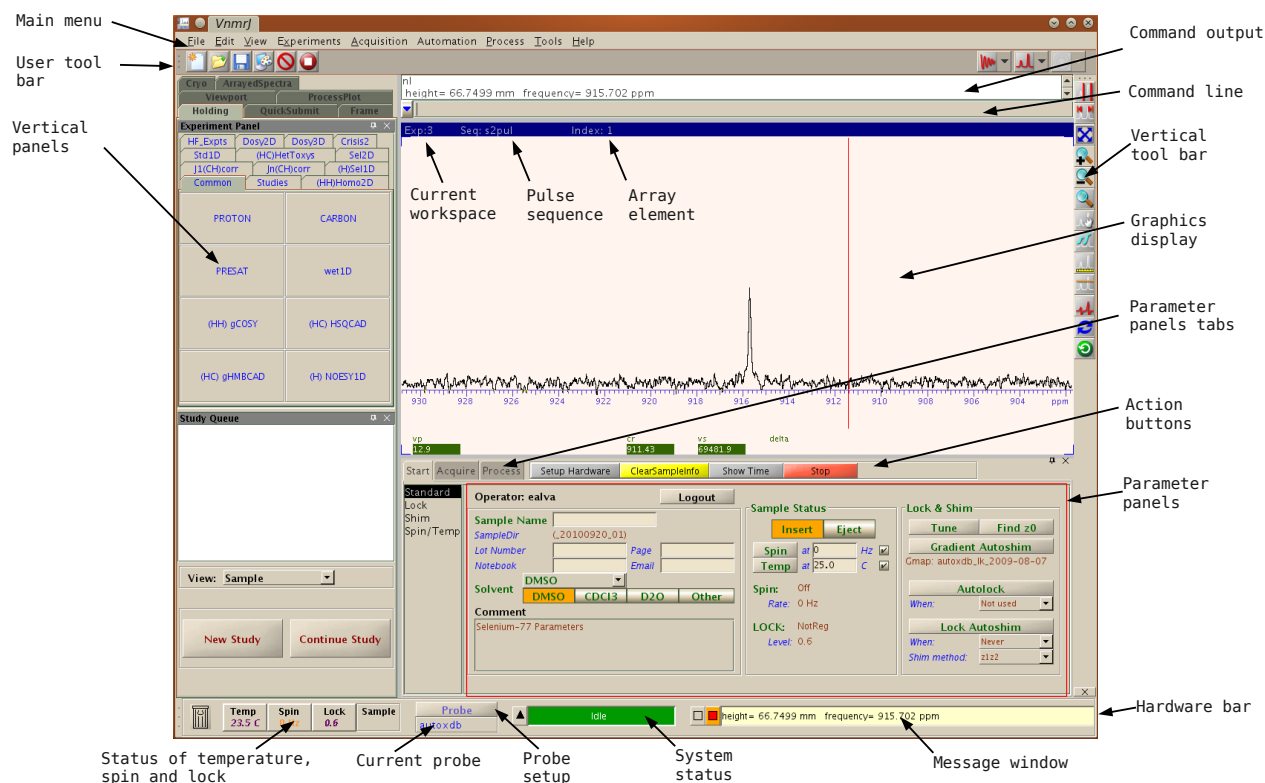 VnmrJ
Main menu
File Edit View Experiments Acquisition Automation Process Tools Help
Command output
User tool
bar
Cryo ArrayedSpectra
Viewport ProcessPlot
Holding QuickSubmit Frame
nl
height= 66.7499 mm frequency= 915.702 ppm
Command line
Vertical
panels
Experiment Panel
HF_Expts Dosy2D Dosy3D Crisis2
Std1D (HC)HetToxys Sel2D
J1(CH)corr Jn(CH)corr (H)Sel1D
Common Studies (HH)Homo2D
PROTON CARBON
PRESAT wet1D
(HH) gCOSY (HC) HSQCAD
(HC) gHMBCAD (H) NOESY1D
Exp:3 Seq: s2pul Index: 1
Vertical
tool bar
Current
workspace
Pulse
sequence
Array
element
Graphics
display
Parameter
panels tabs
930 928 926 924 922 920 918 916 914 912 910 908 906 904 ppm
Study Queue
vp cr vs delta
12.9 911.43 69481.9
Action
buttons
Start Acquire Process Setup Hardware ClearSampleInfo Show Time Stop
Parameter
panels
Standard
Lock
Shim
Spin/Temp
Operator: ealva Logout
Sample Name
SampleDir (_20100920_01)
Lot Number Page
Notebook Email
Solvent DMSO
DMSO CDCl3 D2O Other
Comment
Selenium-77 Parameters
Sample Status
Insert Eject
Spin at 0 Hz
Temp at 25.0 C
Spin: Off
Rate: 0 Hz
LOCK: NotReg
Level: 0.6
Lock & Shim
Tune Find z0
Gradient Autoshim
Gmap: autoxdb_lk_2009-08-07
Autolock
When: Not used
Lock Autoshim
When: Never
Shim method: z1z2
View: Sample
New Study Continue Study
Temp Spin Lock Sample
23.5 C 0.6
Probe
autoxdb
Idle
height= 66.7499 mm frequency= 915.702 ppm
Hardware bar
Status of temperature,
spin and lock
Current probe
Probe
setup
System
status
Message window